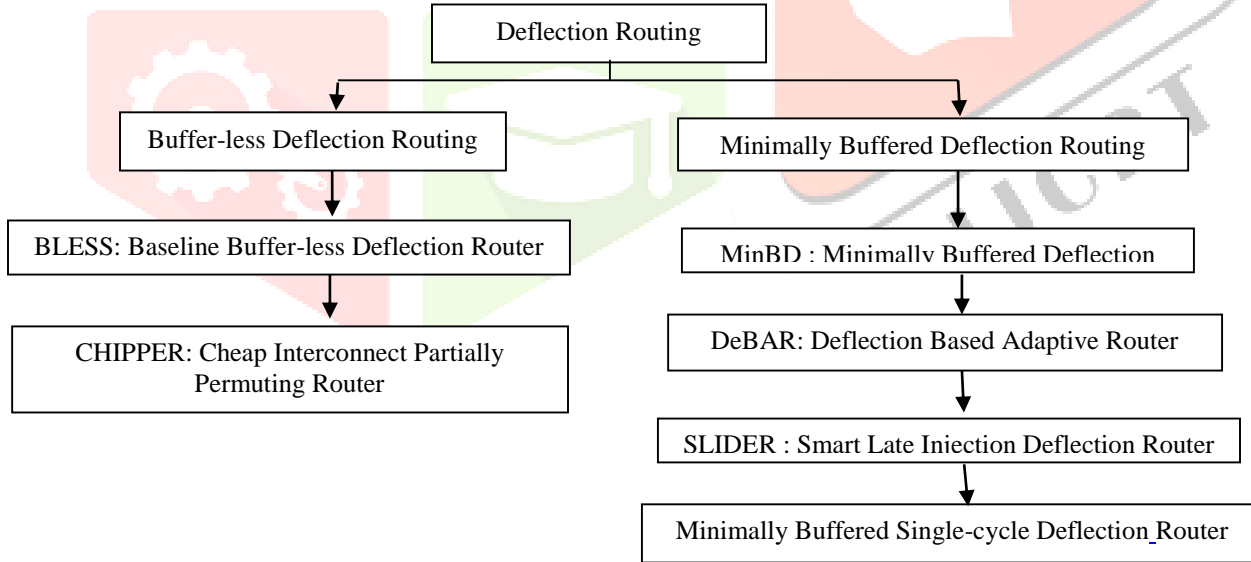 Deflection Routing
Buffer-less Deflection Routing
Minimally Buffered Deflection Routing
BLESS: Baseline Buffer-less Deflection Router
MinBD : Minimally Buffered Deflection
CHIPPER: Cheap Interconnect Partially
Permuting Router
DeBAR: Deflection Based Adaptive Router
SLIDER : Smart Late Injection Deflection Router
Minimally Buffered Single-cycle Deflection Router
IJCRT